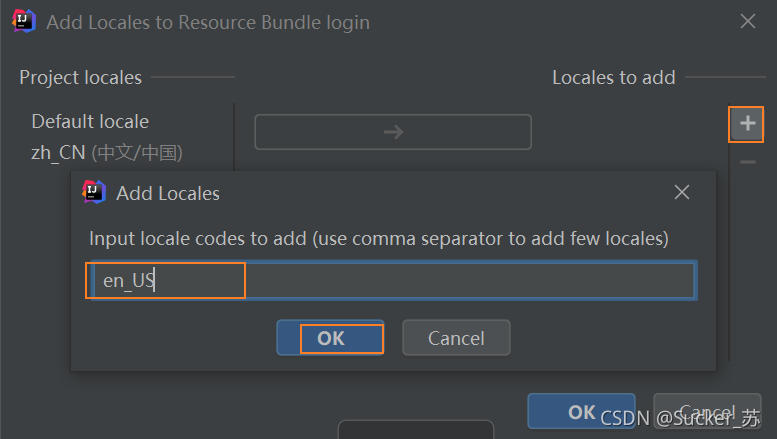 Add Locales to Resource Bundle login
Project locales
Locales to add
Default locale
zh_CN (中文/中国)
Add Locales
Input locale codes to add (use comma separator to add few locales)
en_US
OK
Cancel
OK
Cancel
CSDN @Sucker_苏